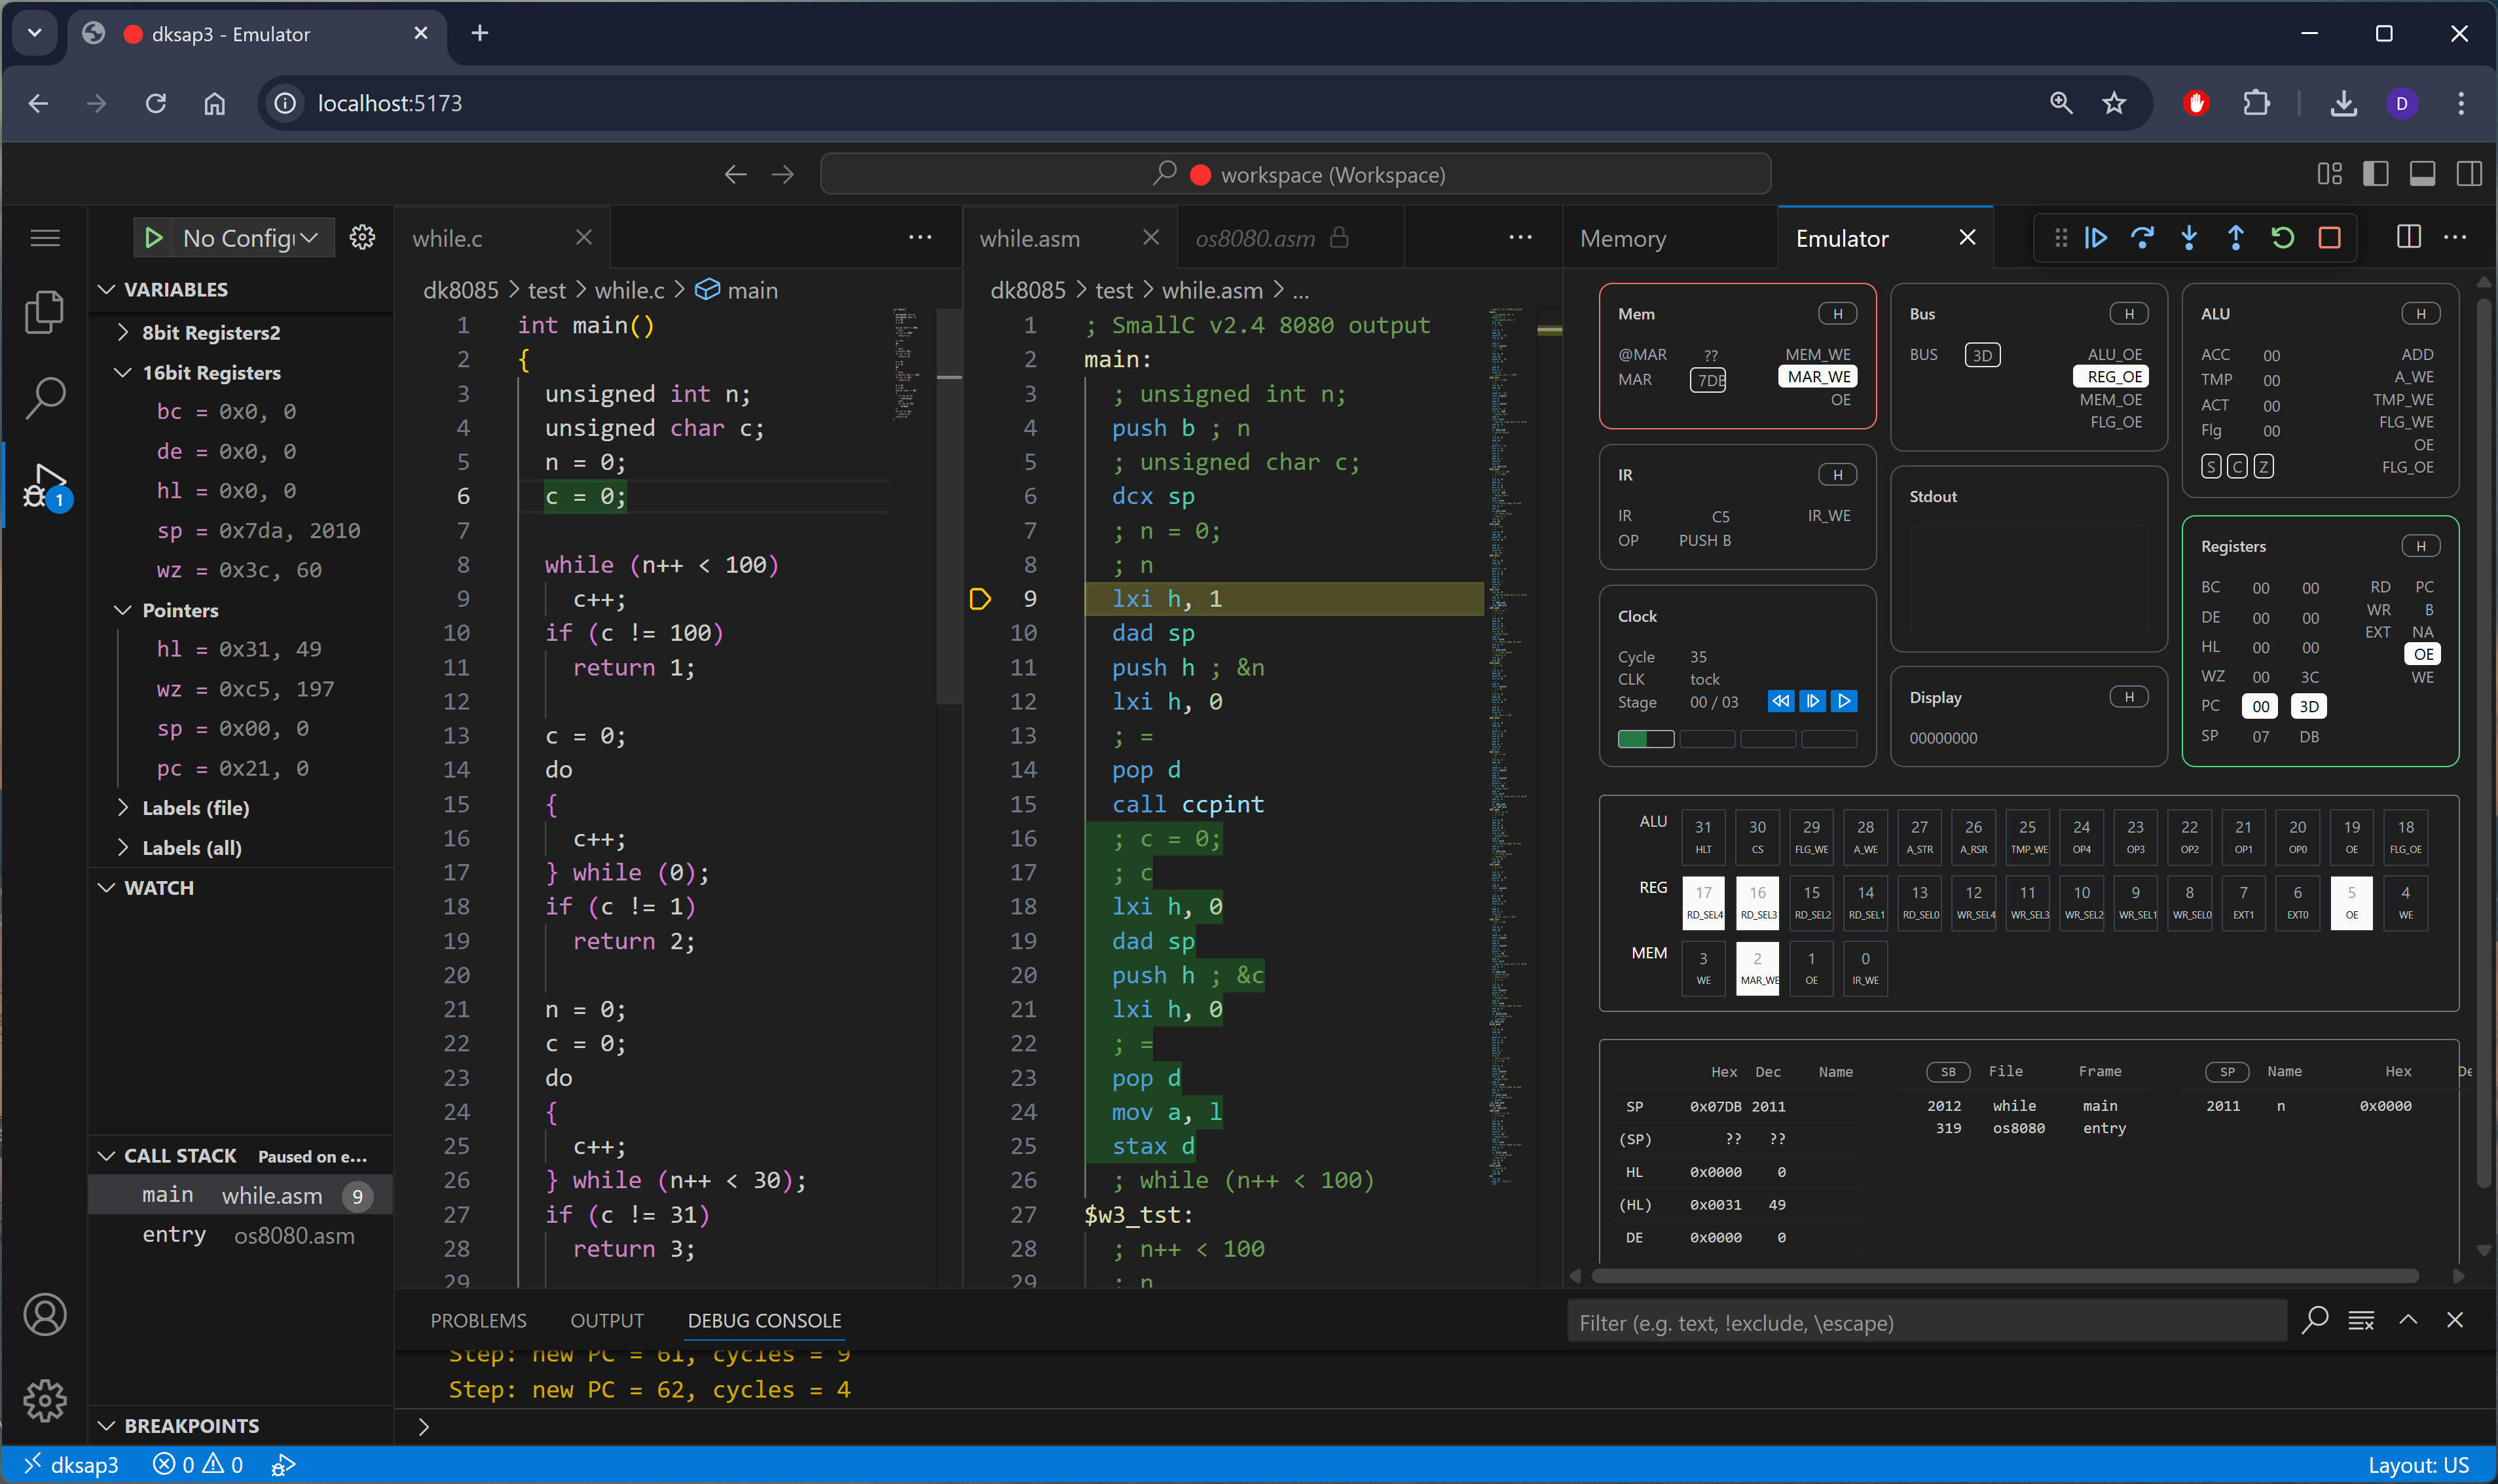 dksap3 - Emulator
localhost:5173
D
workspace (Workspace)
No Config
VARIABLES
8bit Registers2
16bit Registers
bc = 0x0, 0
de = 0x0, 0
hl = 0x0, 0
sp = 0x7da, 2010
wz = 0x3c, 60
Pointers
hl = 0x31, 49
wz = 0xc5, 197
sp = 0x00, 0
pc = 0x21, 0
Labels (file)
Labels (all)
WATCH
CALL STACK Paused on e...
main while.asm 9
entry os8080.asm
BREAKPOINTS
1
while.c
dk8085 > test > while.c > main
1 int main()
2 {
3 unsigned int n;
4 unsigned char c;
5 n = 0;
6 c = 0;
7
8 while (n++ < 100)
9 c++;
10 if (c != 100)
11 return 1;
12
13 c = 0;
14 do
15 {
16 c++;
17 } while (0);
18 if (c != 1)
19 return 2;
20
21 n = 0;
22 c = 0;
23 do
24 {
25 c++;
26 } while (n++ < 30);
27 if (c != 31)
28 return 3;
29
while.asm os8080.asm
dk8085 > test > while.asm > ...
1 ; SmallC v2.4 8080 output
2 main:
3 ; unsigned int n;
4 push b ; n
5 ; unsigned char c;
6 dcx sp
7 ; n = 0;
8 ; n
9 lxi h, 1
10 dad sp
11 push h ; &n
12 lxi h, 0
13 ; =
14 pop d
15 call ccpint
16 ; c = 0;
17 ; c
18 lxi h, 0
19 dad sp
20 push h ; &c
21 lxi h, 0
22 ; =
23 pop d
24 mov a, l
25 stax d
26 ; while (n++ < 100)
27 $w3_tst:
28 ; n++ < 100
29 ; n
Memory Emulator
Mem H
@MAR ?? MEM_WE
MAR 7DB MAR_WE
OE
IR H
IR C5 IR_WE
OP PUSH B
Clock
Cycle 35
CLK tock
Stage 00 / 03
Bus H
BUS 3D ALU_OE
REG_OE
MEM_OE
FLG_OE
Stdout
Display H
00000000
ALU H
ACC 00 ADD
TMP 00 A_WE
ACT 00 TMP_WE
Flg 00 FLG_WE
OE
S C Z FLG_OE
Registers H
BC 00 00 RD PC
DE 00 00 WR B
HL 00 00 EXT NA
OE
WZ 00 3C WE
PC 00 3D
SP 07 DB
ALU 31 30 29 28 27 26 25 24 23 22 21 20 19 18
HLT CS FLG_WE A_WE A_STR A_RSR TMP_WE OP4 OP3 OP2 OP1 OP0 OE FLG_OE
REG 17 16 15 14 13 12 11 10 9 8 7 6 5 4
RD_SEL4 RD_SEL3 RD_SEL2 RD_SEL1 RD_SEL0 WR_SEL4 WR_SEL3 WR_SEL2 WR_SEL1 WR_SEL0 EXT1 EXT0 OE WE
MEM 3 2 1 0
WE MAR_WE OE IR_WE
Hex Dec Name
SP 0x07DB 2011
(SP) ?? ??
HL 0x0000 0
(HL) 0x0031 49
DE 0x0000 0
SB File Frame
2012 while main
319 os8080 entry
SP Name Hex De
2011 n 0x0000
PROBLEMS OUTPUT DEBUG CONSOLE
Filter (e.g. text, !exclude, \escape)
Step: new PC = 61, cycles = 9
Step: new PC = 62, cycles = 4
dksap3 0 0
Layout: US